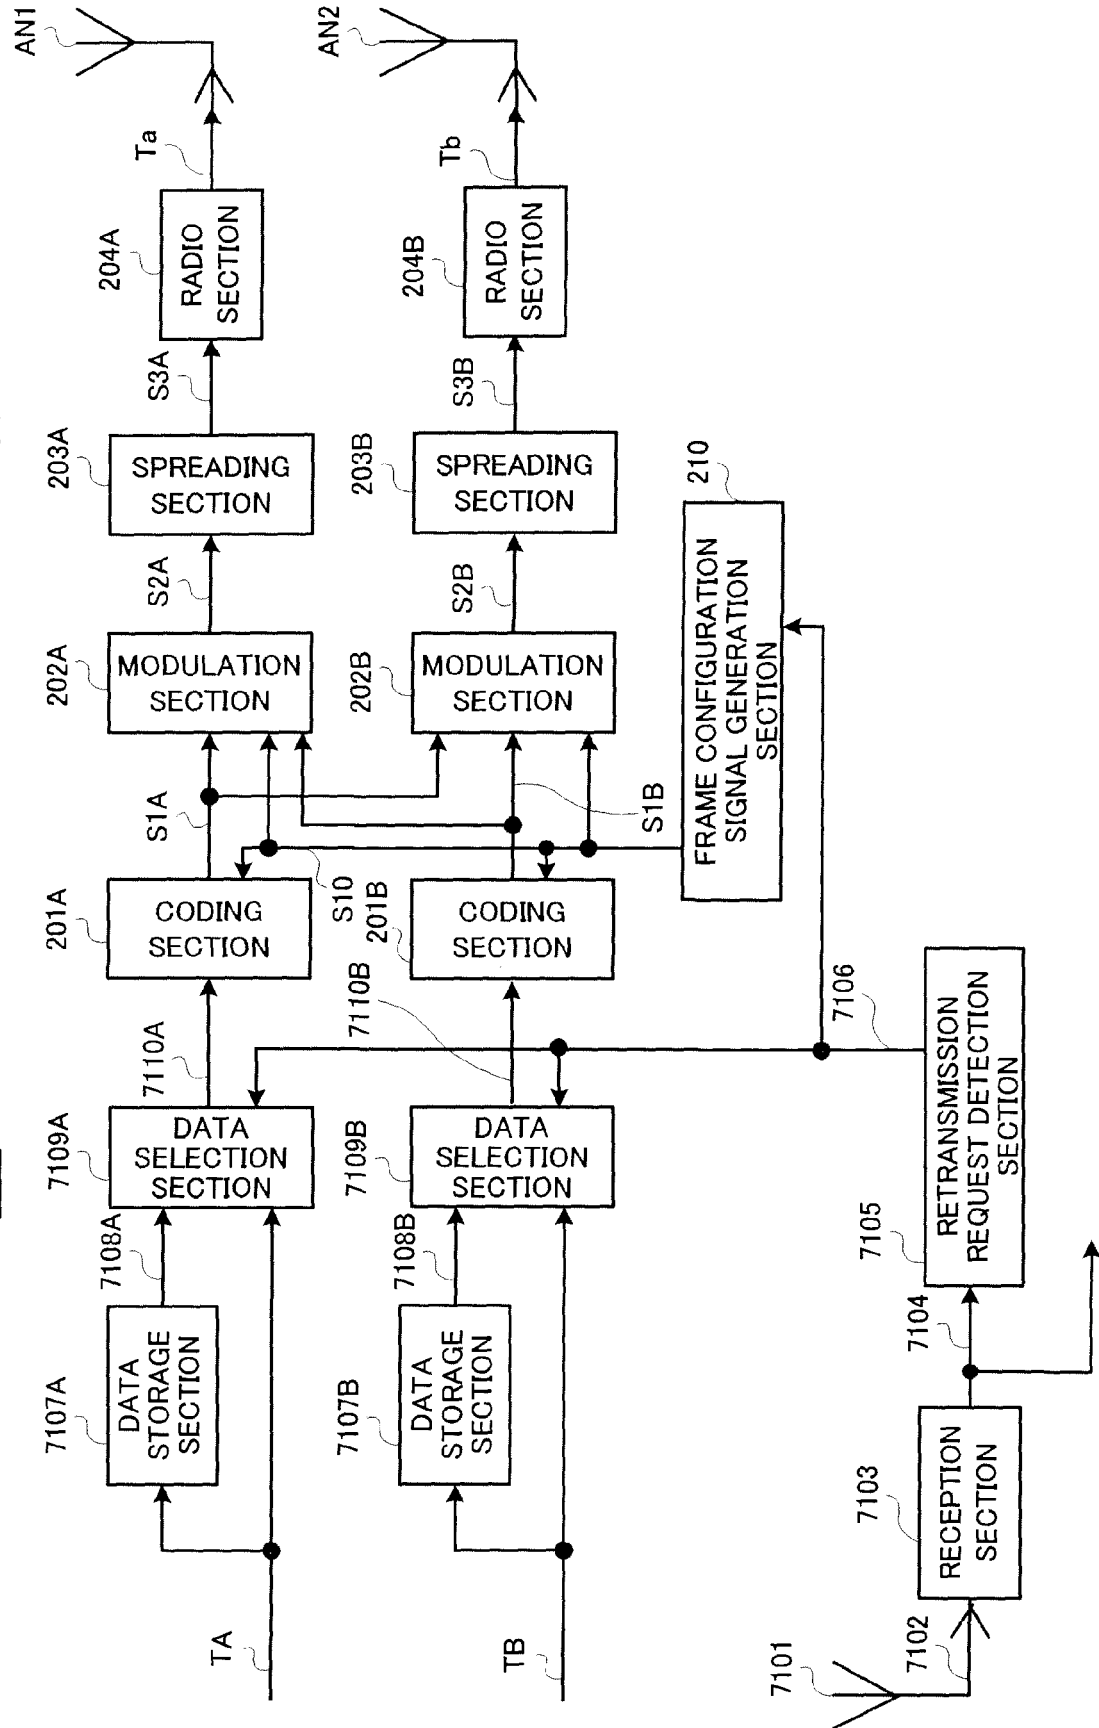 AN1
Ta
204A
RADIO
SECTION
S3A
203A
SPREADING
SECTION
S2A
202A
MODULATION
SECTION
S1A
201A
CODING
SECTION
7110A
7109A
DATA
SELECTION
SECTION
7108A
7107A
DATA
STORAGE
SECTION
TA
AN2
Tb
204B
RADIO
SECTION
S3B
203B
SPREADING
SECTION
S2B
202B
MODULATION
SECTION
S1B
S10
201B
CODING
SECTION
7110B
7109B
DATA
SELECTION
SECTION
7108B
7107B
DATA
STORAGE
SECTION
TB
210
FRAME CONFIGURATION
SIGNAL GENERATION
SECTION
7106
7105
RETRANSMISSION
REQUEST DETECTION
SECTION
7104
7103
RECEPTION
SECTION
7102
7101